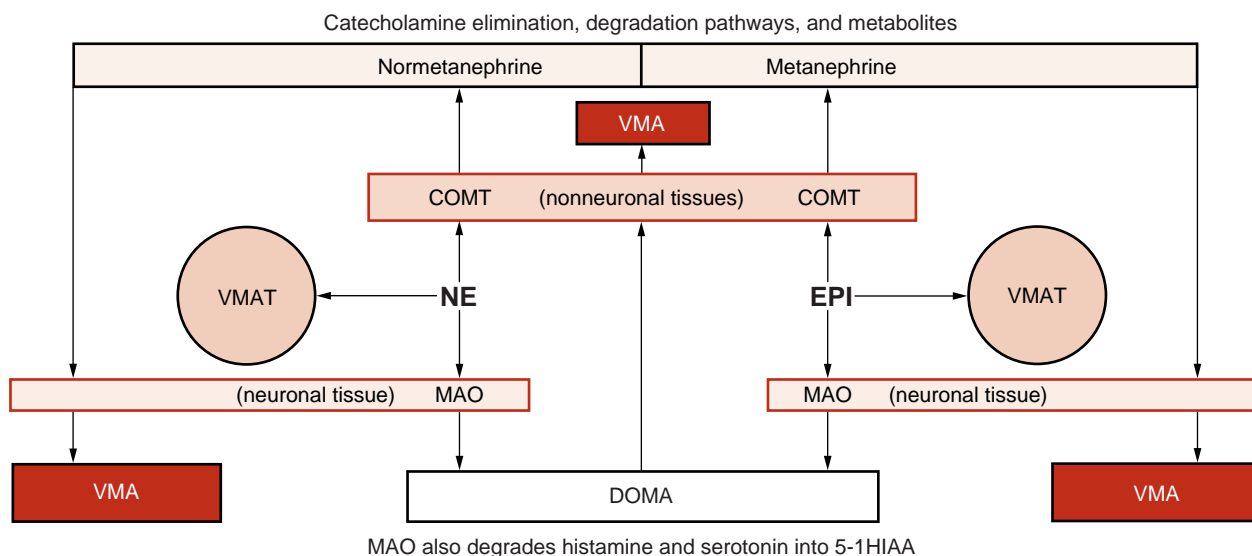 Catecholamine elimination, degradation pathways, and metabolites
Normetanephrine Metanephrine
VMA
COMT (nonneuronal tissues) COMT
VMAT NE EPI VMAT
(neuronal tissue) MAO MAO (neuronal tissue)
VMA DOMA VMA
MAO also degrades histamine and serotonin into 5-1HIAA